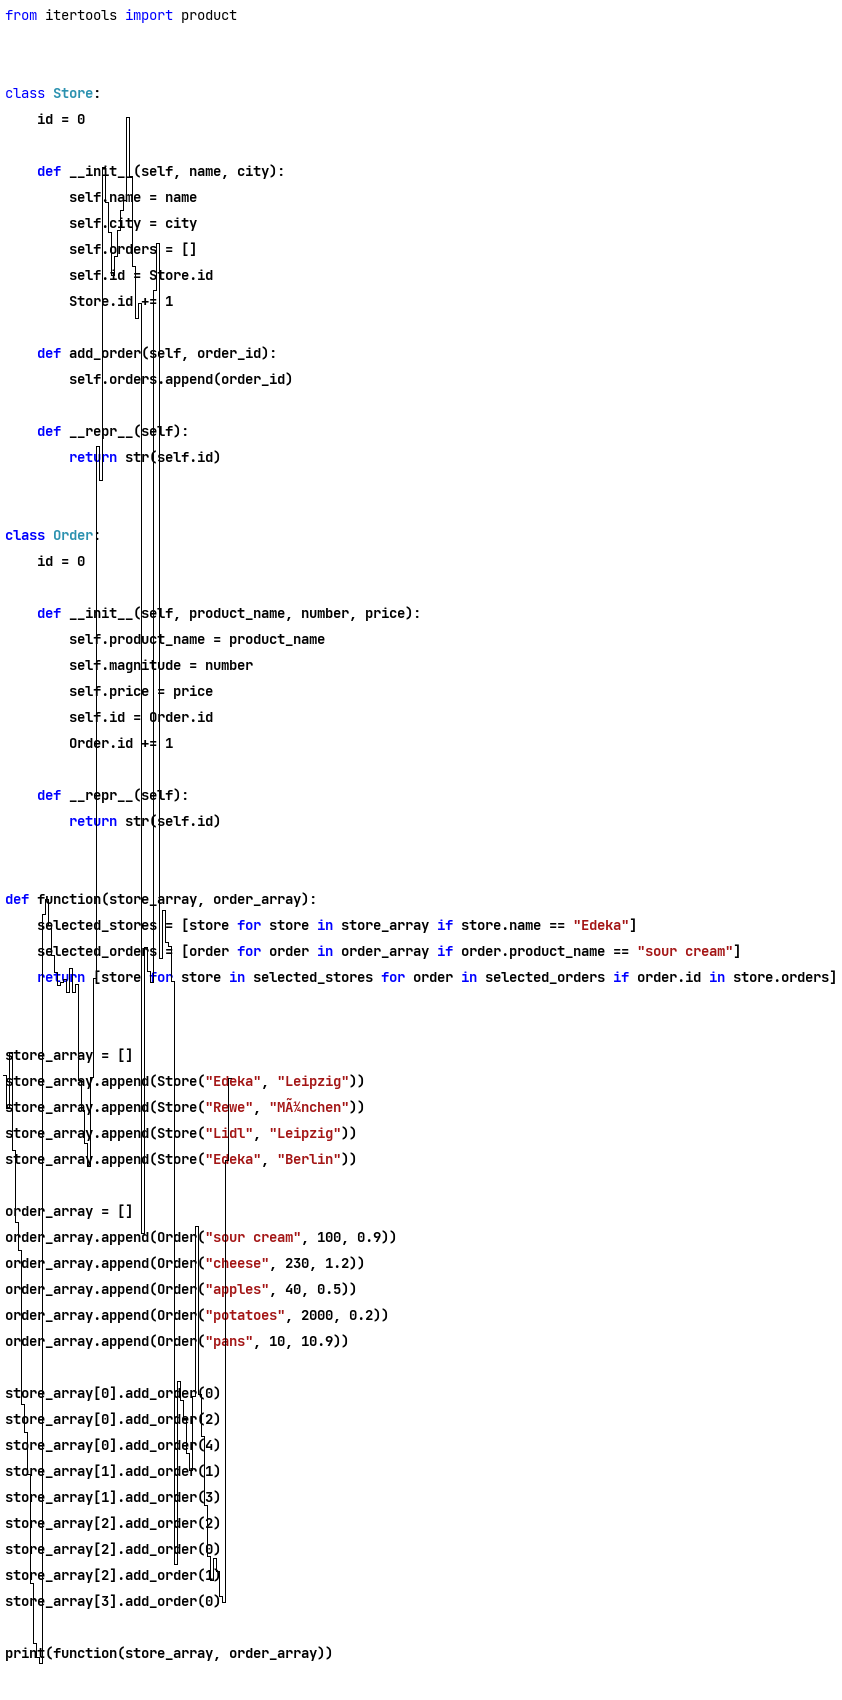 from itertools import product
class Store:
    id = 0
    def __init__(self, name, city):
        self.name = name
        self.city = city
        self.orders = []
        self.id = Store.id
        Store.id += 1
    def add_order(self, order_id):
        self.orders.append(order_id)
    def __repr__(self):
        return str(self.id)
class Order:
    id = 0
    def __init__(self, product_name, number, price):
        self.product_name = product_name
        self.magnitude = number
        self.price = price
        self.id = Order.id
        Order.id += 1
    def __repr__(self):
        return str(self.id)
def function(store_array, order_array):
    selected_stores = [store for store in store_array if store.name == "Edeka"]
    selected_orders = [order for order in order_array if order.product_name == "sour cream"]
    return [store for store in selected_stores for order in selected_orders if order.id in store.orders]
store_array = []
store_array.append(Store("Edeka", "Leipzig"))
store_array.append(Store("Rewe", "MÃ¼nchen"))
store_array.append(Store("Lidl", "Leipzig"))
store_array.append(Store("Edeka", "Berlin"))
order_array = []
order_array.append(Order("sour cream", 100, 0.9))
order_array.append(Order("cheese", 230, 1.2))
order_array.append(Order("apples", 40, 0.5))
order_array.append(Order("potatoes", 2000, 0.2))
order_array.append(Order("pans", 10, 10.9))
store_array[0].add_order(0)
store_array[0].add_order(2)
store_array[0].add_order(4)
store_array[1].add_order(1)
store_array[1].add_order(3)
store_array[2].add_order(2)
store_array[2].add_order(0)
store_array[2].add_order(1)
store_array[3].add_order(0)
print(function(store_array, order_array))